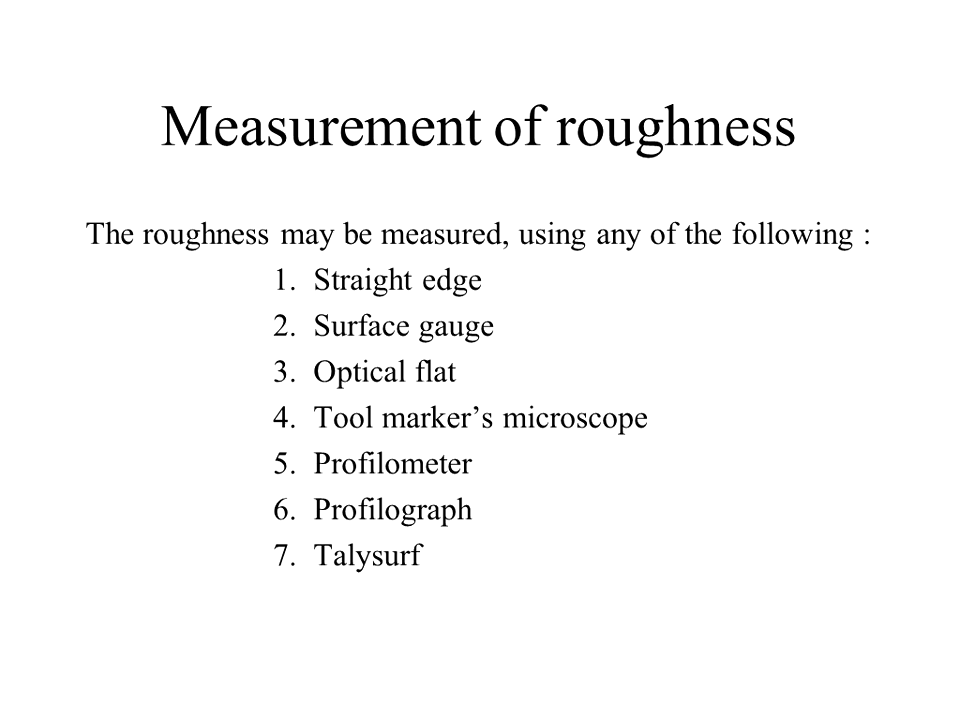 Measurement of roughness
The roughness may be measured, using any of the following :
1. Straight edge
2. Surface gauge
3. Optical flat
4. Tool marker’s microscope
5. Profilometer
6. Profilograph
7. Talysurf